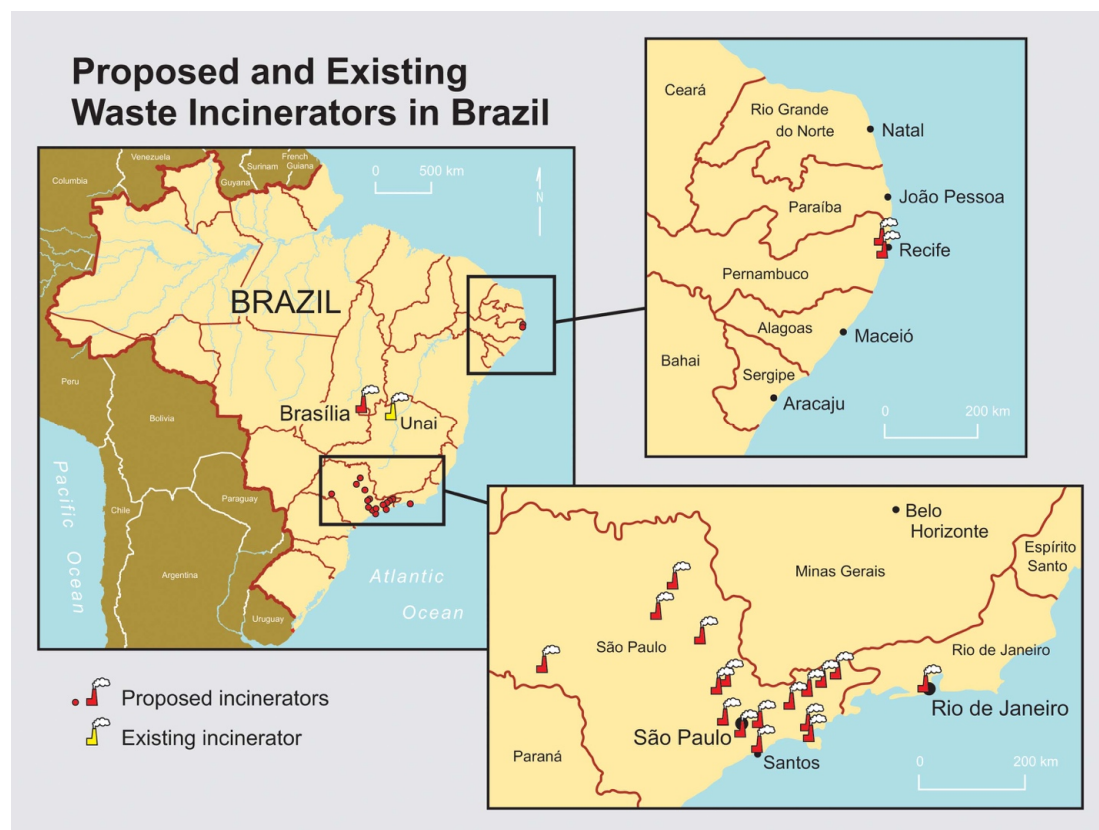 Proposed and Existing
Waste Incinerators in Brazil
Venezuela
French
Guiana
Surinam
Guyana
Columbia
0 500 km
N
BRAZIL
Peru
Brasília
Unai
Bolivia
Pacific Ocean
Paraguay
Chile
Argentina
Atlantic
Ocean
Uruguay
Ceará
Rio Grande
do Norte
Natal
João Pessoa
Paraíba
Recife
Pernambuco
Alagoas
Maceió
Bahai
Sergipe
Aracaju
0 200 km
Belo
Horizonte
Espírito
Santo
Minas Gerais
São Paulo
Rio de Janeiro
Rio de Janeiro
São Paulo
Paraná
Santos
0 200 km
Proposed incinerators
Existing incinerator